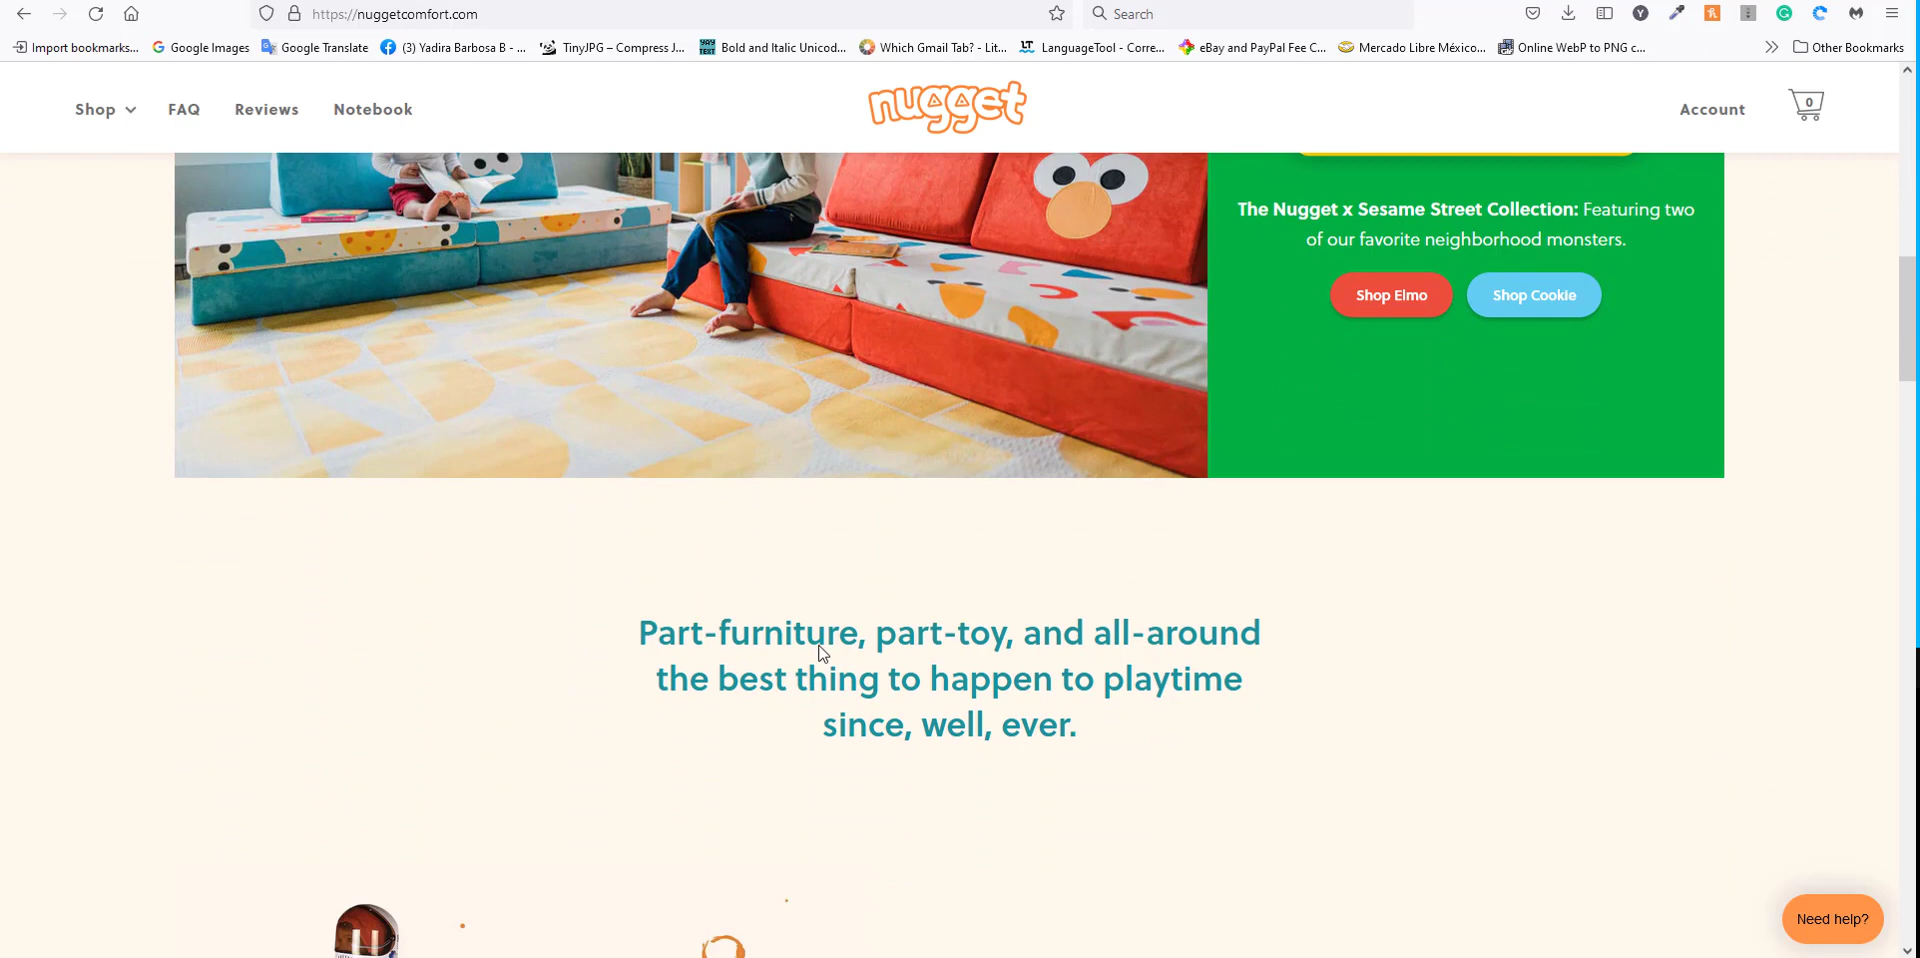 https://nuggetcomfort.com
Search
Import bookmarks...
Google Images
Google Translate
(3) Yadira Barbosa B - ...
TinyJPG – Compress J...
YAY TEXT
Bold and Italic Unicod...
Which Gmail Tab? - Lit...
LT
LanguageTool - Corre...
eBay and PayPal Fee C...
Mercado Libre México...
Online WebP to PNG c...
Other Bookmarks
Shop
FAQ
Reviews
Notebook
nugget
Account
0
The Nugget x Sesame Street Collection: Featuring two
of our favorite neighborhood monsters.
Shop Elmo
Shop Cookie
Part-furniture, part-toy, and all-around
the best thing to happen to playtime
since, well, ever.
Need help?